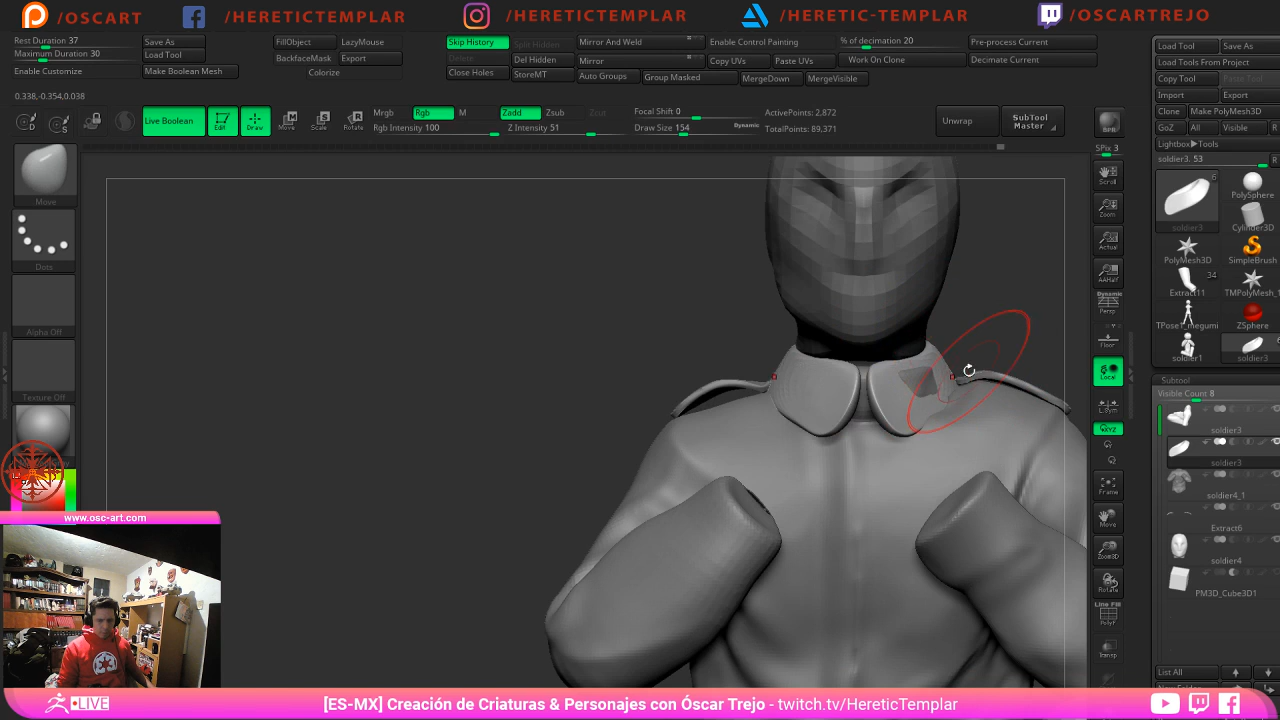 /OSCART
/HERETICTEMPLAR
/HERETICTEMPLAR
/HERETIC-TEMPLAR
/OSCARTREJO
Rest Duration 37
Maximum Duration 30
Enable Customize
Save As
Load Tool
Make Boolean Mesh
FillObject
LazyMouse
BackfaceMask
Export
Colorize
Skip History
Split Hidden
Delete
Del Hidden
Close Holes
StoreMT
Mirror And Weld
Mirror
Auto Groups
Group Masked
Enable Control Painting
Copy UVs
Paste UVs
MergeDown
MergeVisible
% of decimation 20
Work On Clone
Pre-process Current
Decimate Current
0.338,-0.354,0.038
Live Boolean
Edit
Draw
Move
Scale
Rotate
Mrgb
Rgb
M
Rgb Intensity 100
Zadd
Zsub
Zcut
Z Intensity 51
Focal Shift 0
Draw Size 154
Dynamic
ActivePoints: 2,872
TotalPoints: 89,371
Unwrap
SubTool
Master
BPR
SPix 3
Scroll
Zoom
Actual
AAHalf
Dynamic
Persp
Floor
Local
L.Sym
XYZ
Frame
Move
Zoom3D
Rotate
Line Fill
PolyF
Transp
Move
Dots
Alpha Off
Texture Off
Load Tool
Save As
Load Tools From Project
Copy Tool
Paste Tool
Import
Export
Clone
Make PolyMesh3D
GoZ
All
Visible
R
Lightbox▶Tools
soldier3. 53
R
6
soldier3
PolySphere
Cylinder3D
PolyMesh3D
SimpleBrush
34
Extract11
TMPolyMesh_1
TPose1_megumi
ZSphere
6
soldier1
soldier3
Subtool
Visible Count 8
soldier3
soldier3
soldier4_1
Extract6
soldier4
PM3D_Cube3D1
List All
www.osc-art.com
LIVE
[ES-MX] Creación de Criaturas & Personajes con Óscar Trejo - twitch.tv/HereticTemplar